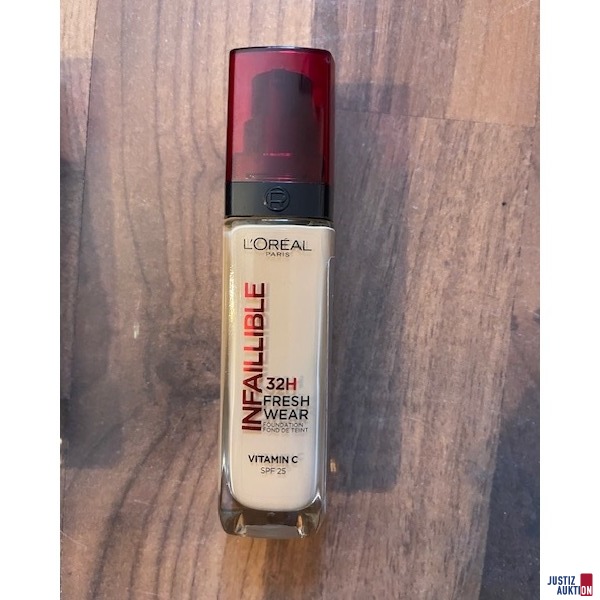 L'ORÉAL
PARIS
INFAILLIBLE
32H
FRESH
WEAR
FOUNDATION
FOND DE TEINT
VITAMIN C
SPF 25
JUSTIZ
AUKTION